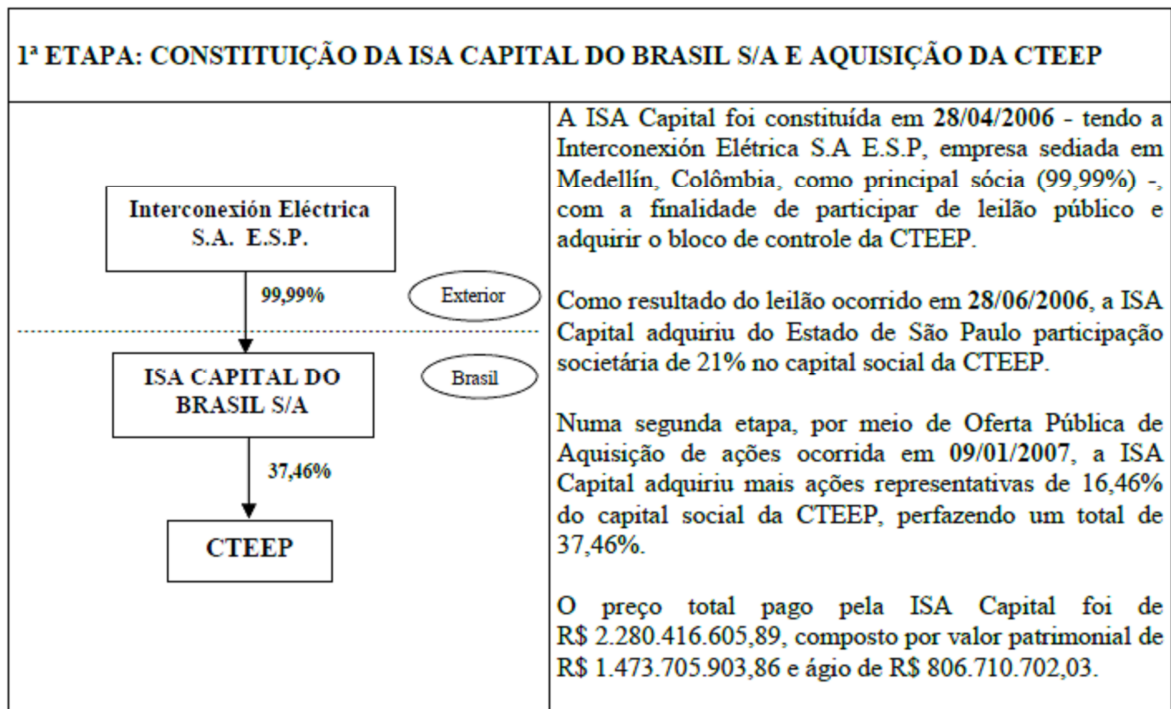 1ª ETAPA: CONSTITUIÇÃO DA ISA CAPITAL DO BRASIL S/A E AQUISIÇÃO DA CTEEP
Interconexión Eléctrica
S.A. E.S.P.
99,99%
Exterior
ISA CAPITAL DO
BRASIL S/A
Brasil
37,46%
CTEEP
A ISA Capital foi constituída em 28/04/2006 - tendo a
Interconexión Elétrica S.A E.S.P, empresa sediada em
Medellín, Colômbia, como principal sócia (99,99%) -,
com a finalidade de participar de leilão público e
adquirir o bloco de controle da CTEEP.
Como resultado do leilão ocorrido em 28/06/2006, a ISA
Capital adquiriu do Estado de São Paulo participação
societária de 21% no capital social da CTEEP.
Numa segunda etapa, por meio de Oferta Pública de
Aquisição de ações ocorrida em 09/01/2007, a ISA
Capital adquiriu mais ações representativas de 16,46%
do capital social da CTEEP, perfazendo um total de
37,46%.
O preço total pago pela ISA Capital foi de
R$ 2.280.416.605,89, composto por valor patrimonial de
R$ 1.473.705.903,86 e ágio de R$ 806.710.702,03.